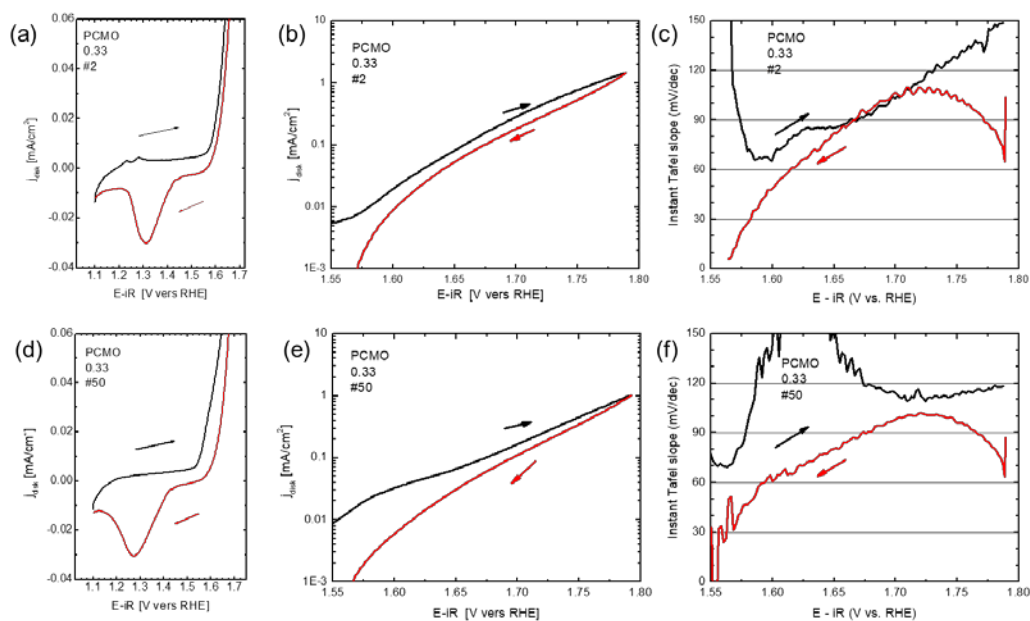 (a)
PCMO
0.33
#2
0.06
0.04
0.02
0.00
-0.02
-0.04
j_disk [mA/cm²]
1.1 1.2 1.3 1.4 1.5 1.6 1.7
E-iR [V vers RHE]
(b)
PCMO
0.33
#2
10
1
0.1
0.01
1E-3
j_disk [mA/cm²]
1.55 1.60 1.65 1.70 1.75 1.80
E-iR [V vers RHE]
(c)
PCMO
0.33
#2
150
120
90
60
30
0
Instant Tafel slope (mV/dec)
1.55 1.60 1.65 1.70 1.75 1.80
E - iR (V vs. RHE)
(d)
PCMO
0.33
#50
0.06
0.04
0.02
0.00
-0.02
-0.04
j_disk [mA/cm²]
1.1 1.2 1.3 1.4 1.5 1.6 1.7
E-iR [V vers RHE]
(e)
PCMO
0.33
#50
10
1
0.1
0.01
1E-3
j_disk [mA/cm²]
1.55 1.60 1.65 1.70 1.75 1.80
E-iR [V vers RHE]
(f)
PCMO
0.33
#50
150
120
90
60
30
0
Instant Tafel slope (mV/dec)
1.55 1.60 1.65 1.70 1.75 1.80
E - iR (V vs. RHE)